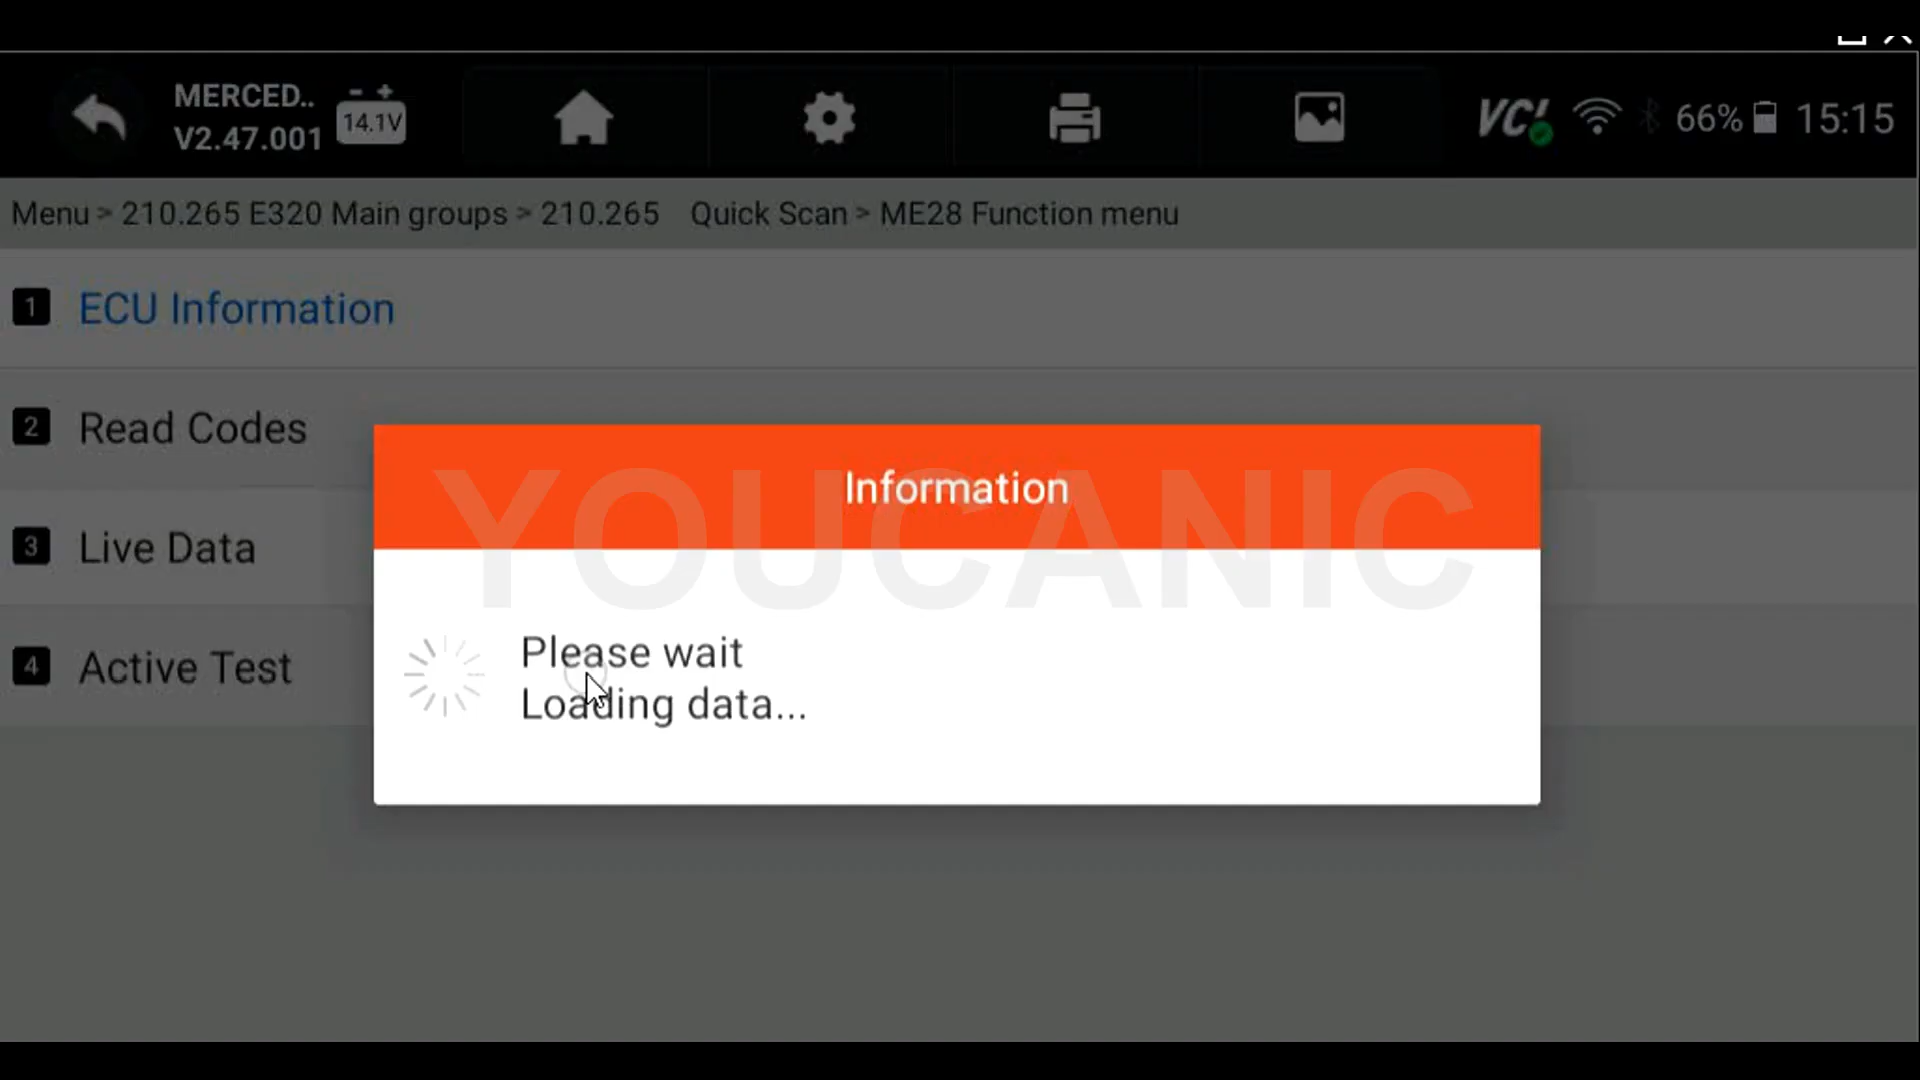 MERCED..
V2.47.001
- +
14.1V
VCI
66%
15:15
Menu > 210.265 E320 Main groups > 210.265 Quick Scan > ME28 Function menu
1 ECU Information
2 Read Codes
3 Live Data
4 Active Test
Information
YOUCANIC
Please wait
Loading data...